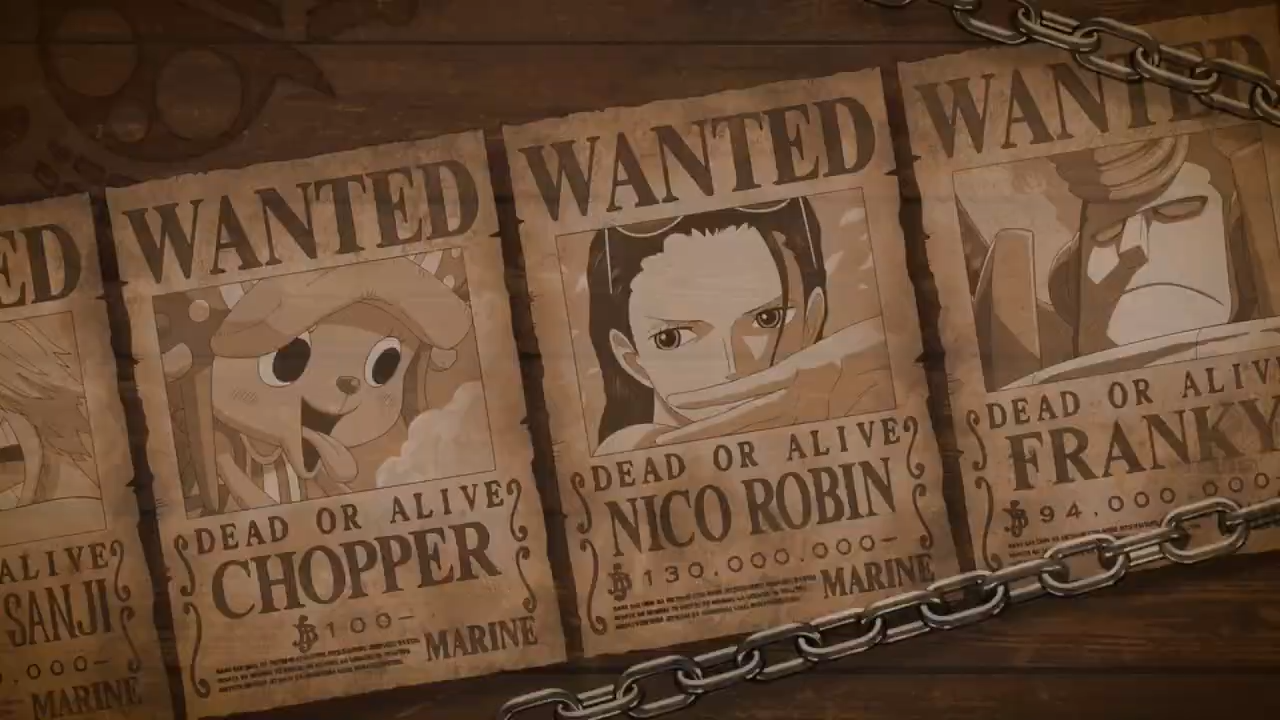 ED
ALIVE
SANJI
.000-
MARINE
WANTED
DEAD OR ALIVE
CHOPPER
฿100-
MARINE
WANTED
DEAD OR ALIVE
NICO ROBIN
฿130.000.000-
MARINE
WANTED
DEAD OR ALIV
FRANKY
฿94.000.000-